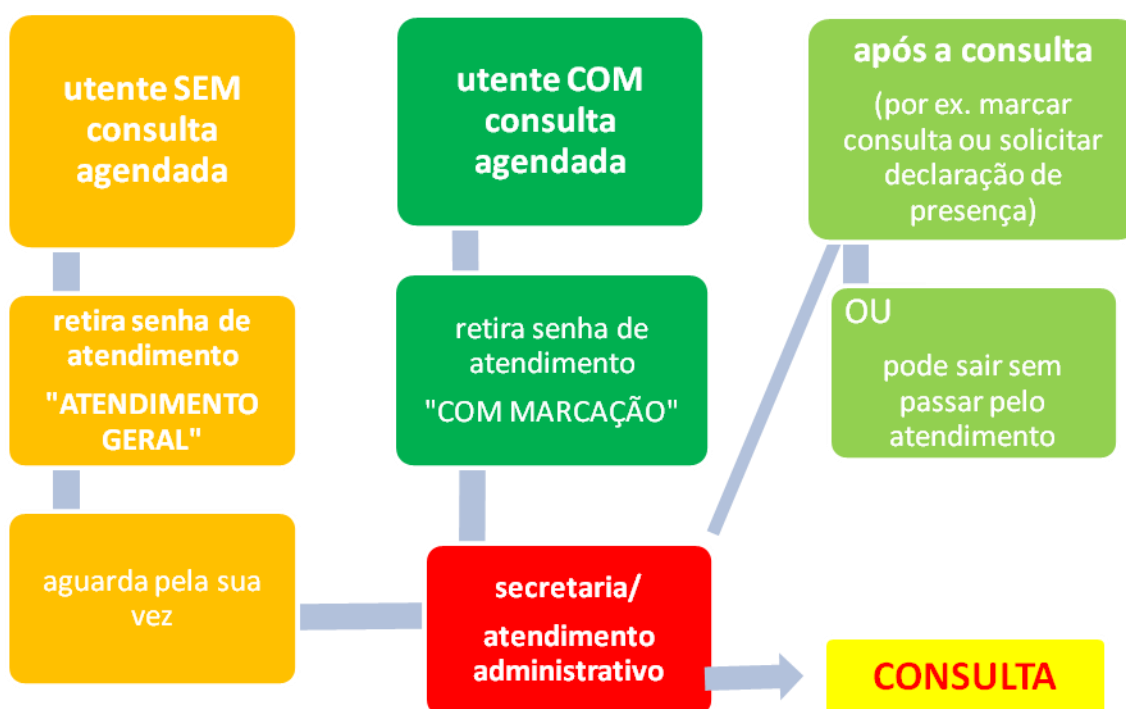 utente SEM
consulta
agendada
retira senha de
atendimento
"ATENDIMENTO
GERAL"
aguarda pela sua
vez
utente COM
consulta
agendada
retira senha de
atendimento
"COM MARCAÇÃO"
secretaria/
atendimento
administrativo
após a consulta
(por ex. marcar
consulta ou solicitar
declaração de
presença)
OU
pode sair sem
passar pelo
atendimento
CONSULTA